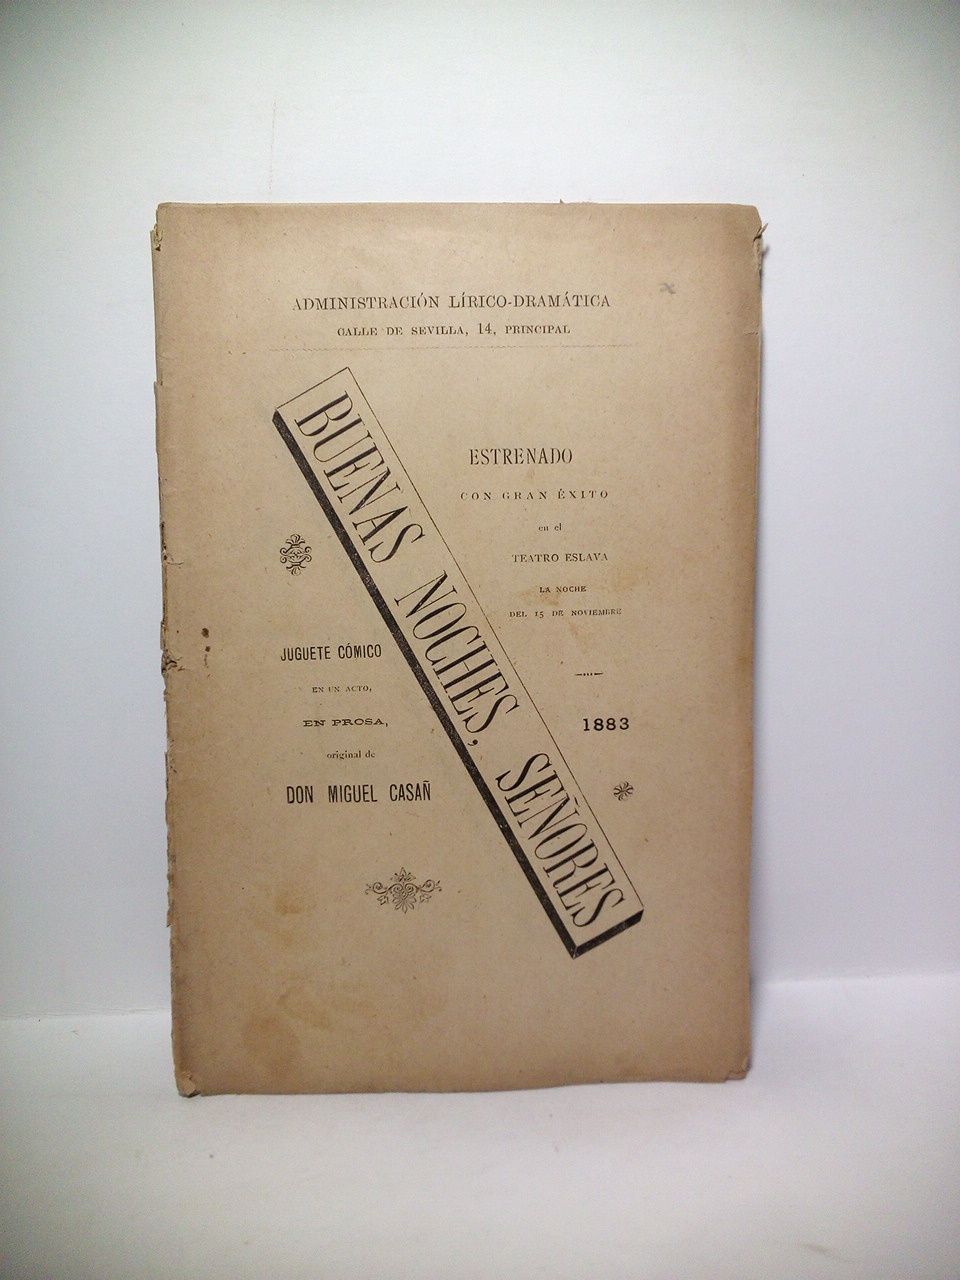 ADMINISTRACIÓN LÍRICO-DRAMÁTICA
CALLE DE SEVILLA, 14, PRINCIPAL
BUENAS NOCHES, SEÑORES
JUGUETE CÓMICO
EN UN ACTO,
EN PROSA,
original de
DON MIGUEL CASAÑ
ESTRENADO
CON GRAN ÉXITO
en el
TEATRO ESLAVA
LA NOCHE
DEL 15 DE NOVIEMBRE
1883